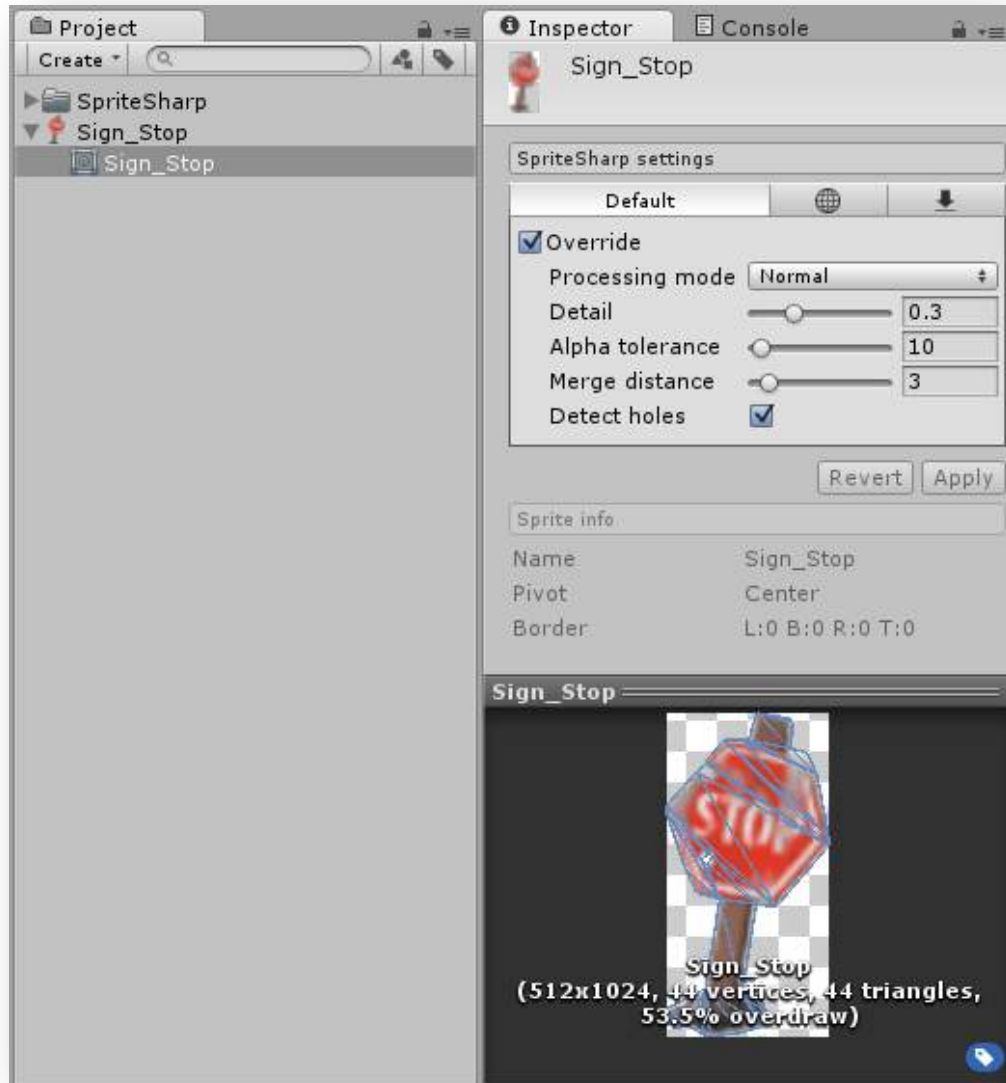 Project
Create
SpriteSharp
Sign_Stop
Sign_Stop
Inspector
Console
Sign_Stop
SpriteSharp settings
Default
Override
Processing mode Normal
Detail 0.3
Alpha tolerance 10
Merge distance 3
Detect holes
Revert Apply
Sprite info
Name Sign_Stop
Pivot Center
Border L:0 B:0 R:0 T:0
Sign_Stop
STOP
Sign_Stop
(512x1024, 44 vertices, 44 triangles,
53.5% overdraw)